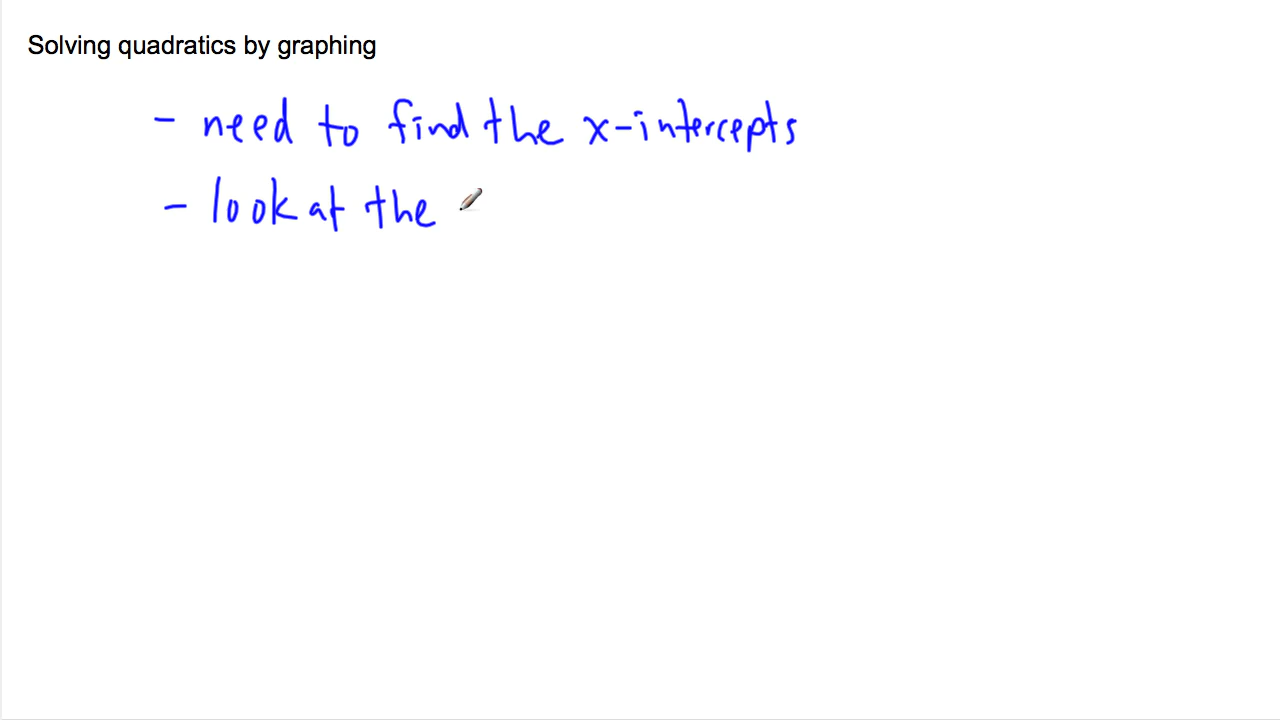 Solving quadratics by graphing
- need to find the x-intercepts
- look at the